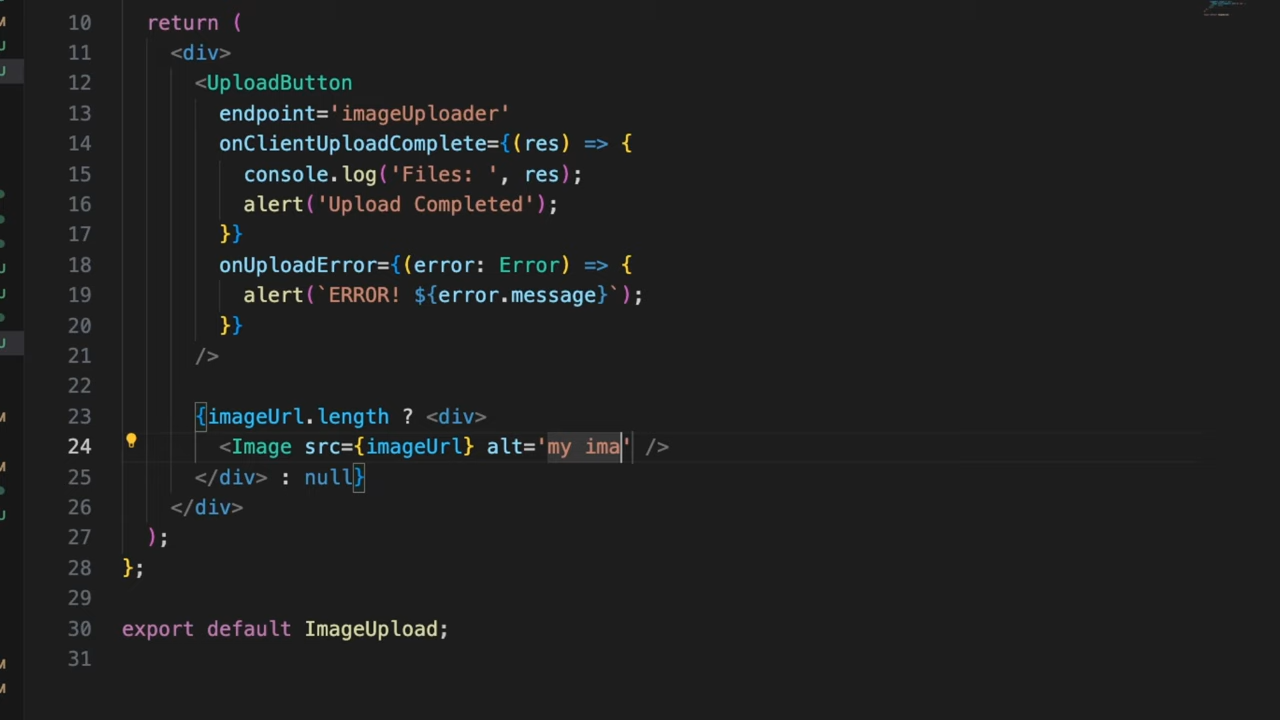 10 return (
11 <div>
12 <UploadButton
13 endpoint='imageUploader'
14 onClientUploadComplete={(res) => {
15 console.log('Files: ', res);
16 alert('Upload Completed');
17 }}
18 onUploadError={(error: Error) => {
19 alert(`ERROR! ${error.message}`);
20 }}
21 />
22
23 {imageUrl.length ? <div>
24 <Image src={imageUrl} alt='my ima' />
25 </div> : null}
26 </div>
27 );
28 };
29
30 export default ImageUpload;
31